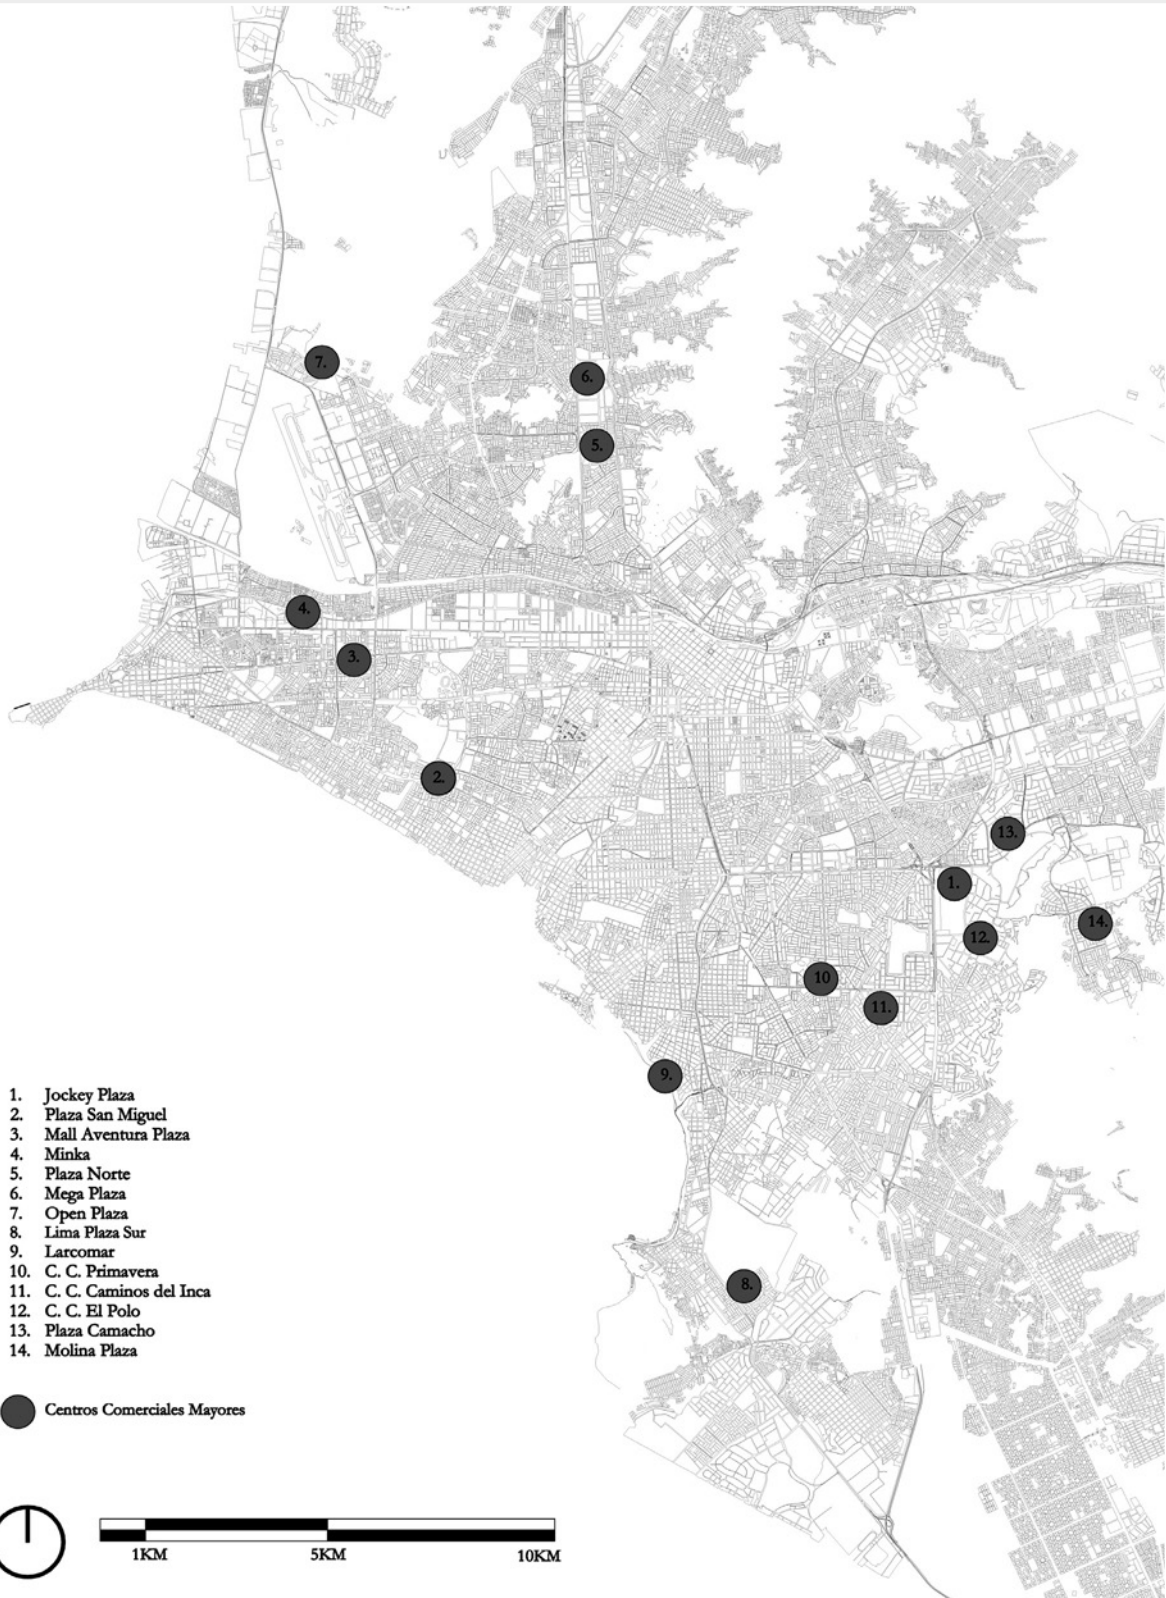 7.
6.
5.
4.
3.
2.
13.
1.
14.
12.
10
11.
9.
8.
1. Jockey Plaza
2. Plaza San Miguel
3. Mall Aventura Plaza
4. Minka
5. Plaza Norte
6. Mega Plaza
7. Open Plaza
8. Lima Plaza Sur
9. Larcomar
10. C. C. Primavera
11. C. C. Caminos del Inca
12. C. C. El Polo
13. Plaza Camacho
14. Molina Plaza
Centros Comerciales Mayores
1KM 5KM 10KM